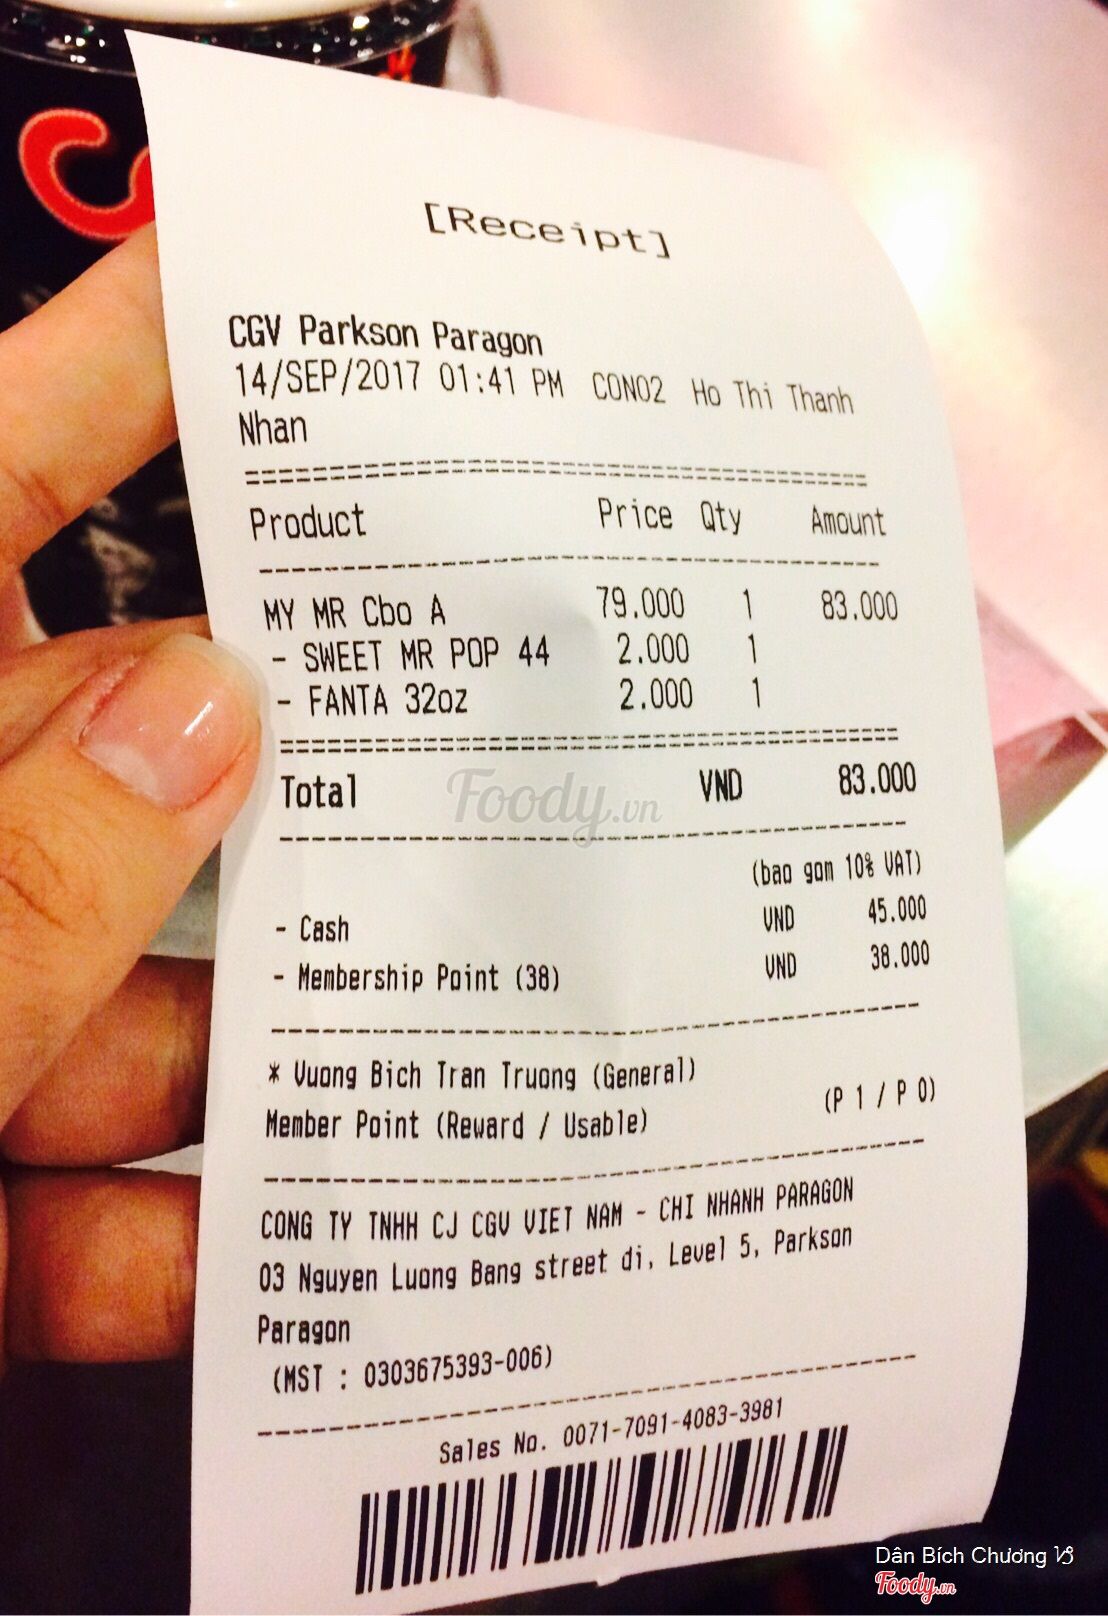 [Receipt]
CGV Parkson Paragon
14/SEP/2017 01:41 PM CON02 Ho Thi Thanh
Nhan
Product Price Qty Amount
MY MR Cbo A 79.000 1 83.000
- SWEET MR POP 44 2.000 1
- FANTA 32oz 2.000 1
Total VND 83.000
Foody.vn
(bao gom 10% VAT)
- Cash VND 45.000
- Membership Point (38) VND 38.000
* Vuong Bich Tran Truong (General)
Member Point (Reward / Usable) (P 1 / P 0)
CONG TY TNHH CJ CGV VIET NAM - CHI NHANH PARAGON
03 Nguyen Luong Bang street di, Level 5, Parkson
Paragon
(MST : 0303675393-006)
Sales No. 0071-7091-4083-3981
Dân Bích Chương
Foody.vn